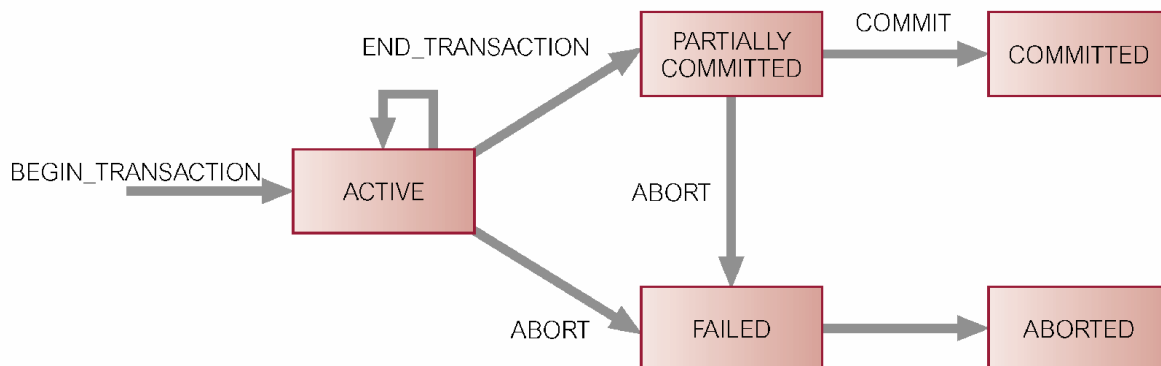 COMMIT
PARTIALLY
COMMITTED
COMMITTED
END_TRANSACTION
BEGIN_TRANSACTION
ACTIVE
ABORT
ABORT
FAILED
ABORTED